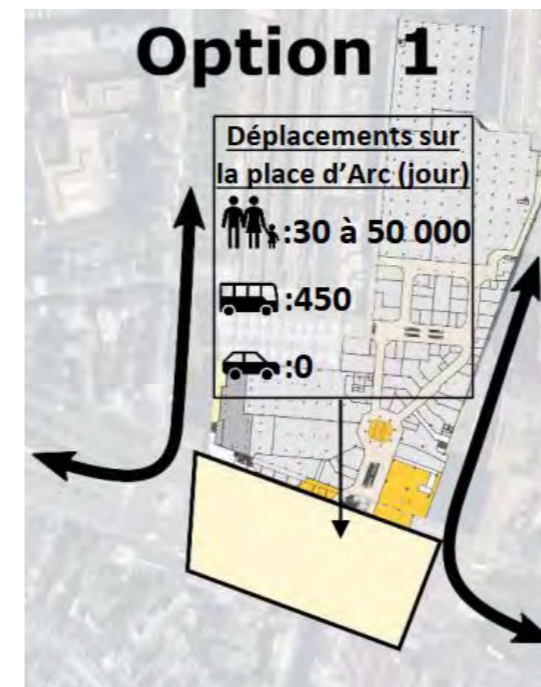 Option 1
Déplacements sur
la place d'Arc (jour)
:30 à 50 000
:450
:0